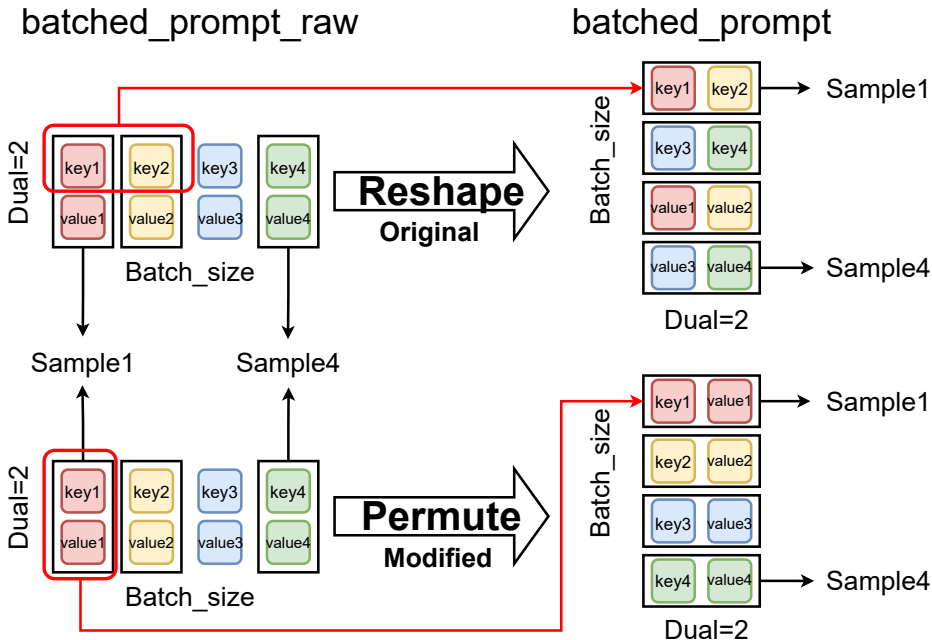 batched_prompt_raw
batched_prompt
Dual=2
key1 key2 key3 key4
value1 value2 value3 value4
Batch_size
Reshape
Original
Batch_size
key1 key2
key3 key4
value1 value2
value3 value4
Dual=2
Sample1
Sample4
Sample1
Sample4
Dual=2
key1 key2 key3 key4
value1 value2 value3 value4
Batch_size
Permute
Modified
Batch_size
key1 value1
key2 value2
key3 value3
key4 value4
Dual=2
Sample1
Sample4